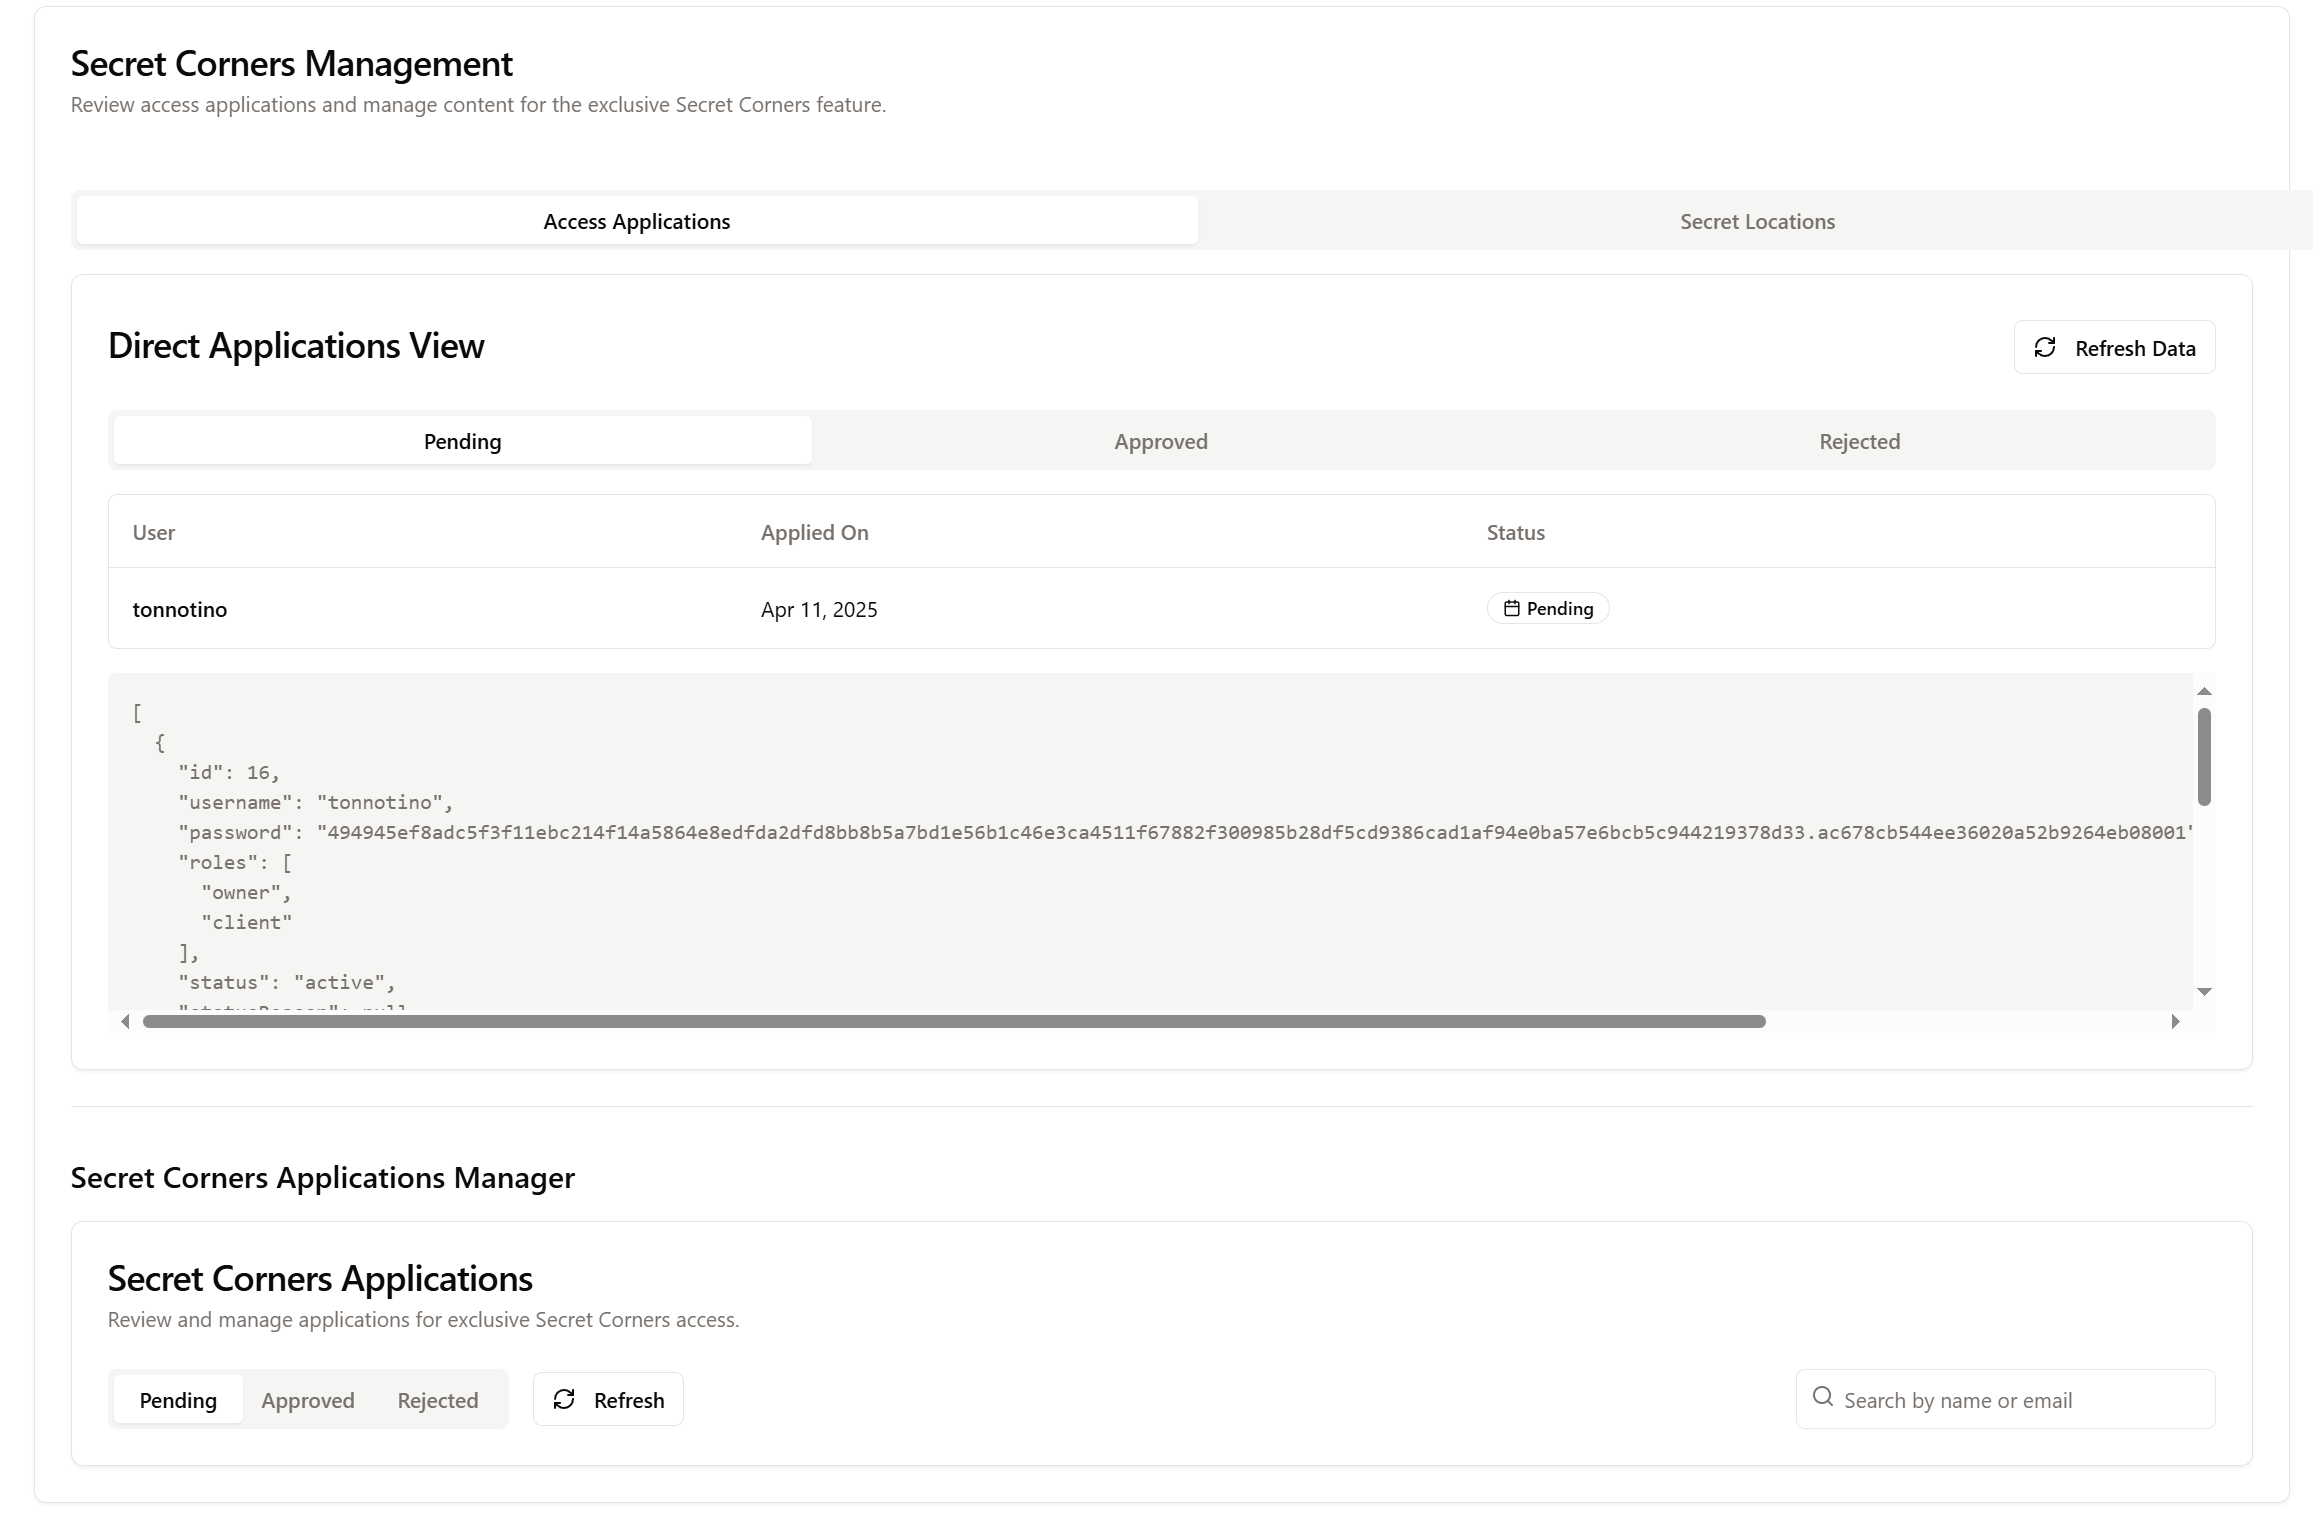 Secret Corners Management
Review access applications and manage content for the exclusive Secret Corners feature.
Access Applications
Secret Locations
Direct Applications View
Refresh Data
Pending
Approved
Rejected
User
Applied On
Status
tonnotino
Apr 11, 2025
Pending
[
{
"id": 16,
"username": "tonnotino",
"password": "494945ef8adc5f3f11ebc214f14a5864e8edfda2dfd8bb8b5a7bd1e56b1c46e3ca4511f67882f300985b28df5cd9386cad1af94e0ba57e6bcb5c944219378d33.ac678cb544ee36020a52b9264eb08001"
"roles": [
"owner",
"client"
],
"status": "active",
"statusReason": null
Secret Corners Applications Manager
Secret Corners Applications
Review and manage applications for exclusive Secret Corners access.
Pending
Approved
Rejected
Refresh
Search by name or email